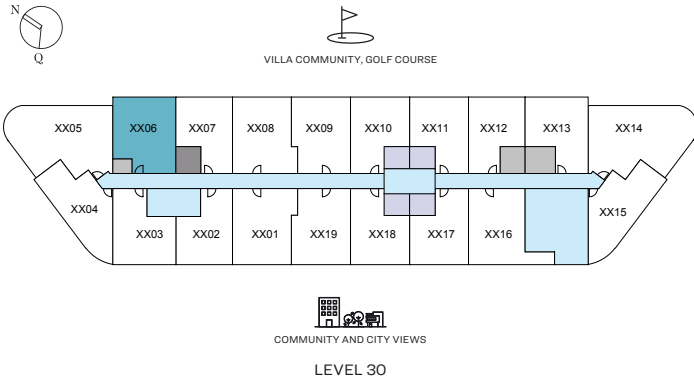 N
Q
VILLA COMMUNITY, GOLF COURSE
XX05
XX06
XX07
XX08
XX09
XX10
XX11
XX12
XX13
XX14
XX04
XX03
XX02
XX01
XX19
XX18
XX17
XX16
XX15
COMMUNITY AND CITY VIEWS
LEVEL 30